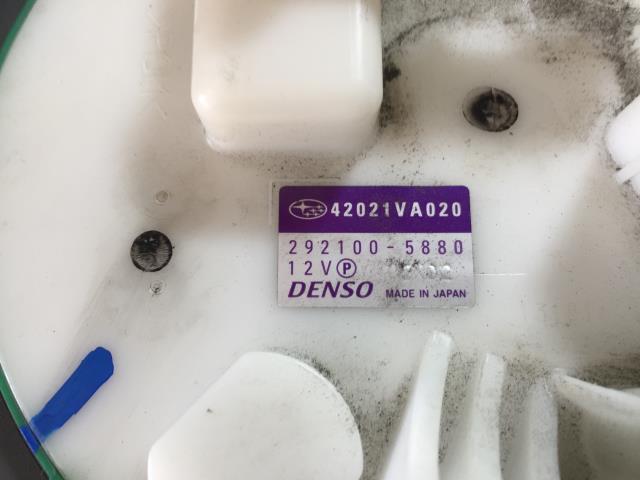 42021VA020
292100-5880
12V Ⓟ
DENSO MADE IN JAPAN